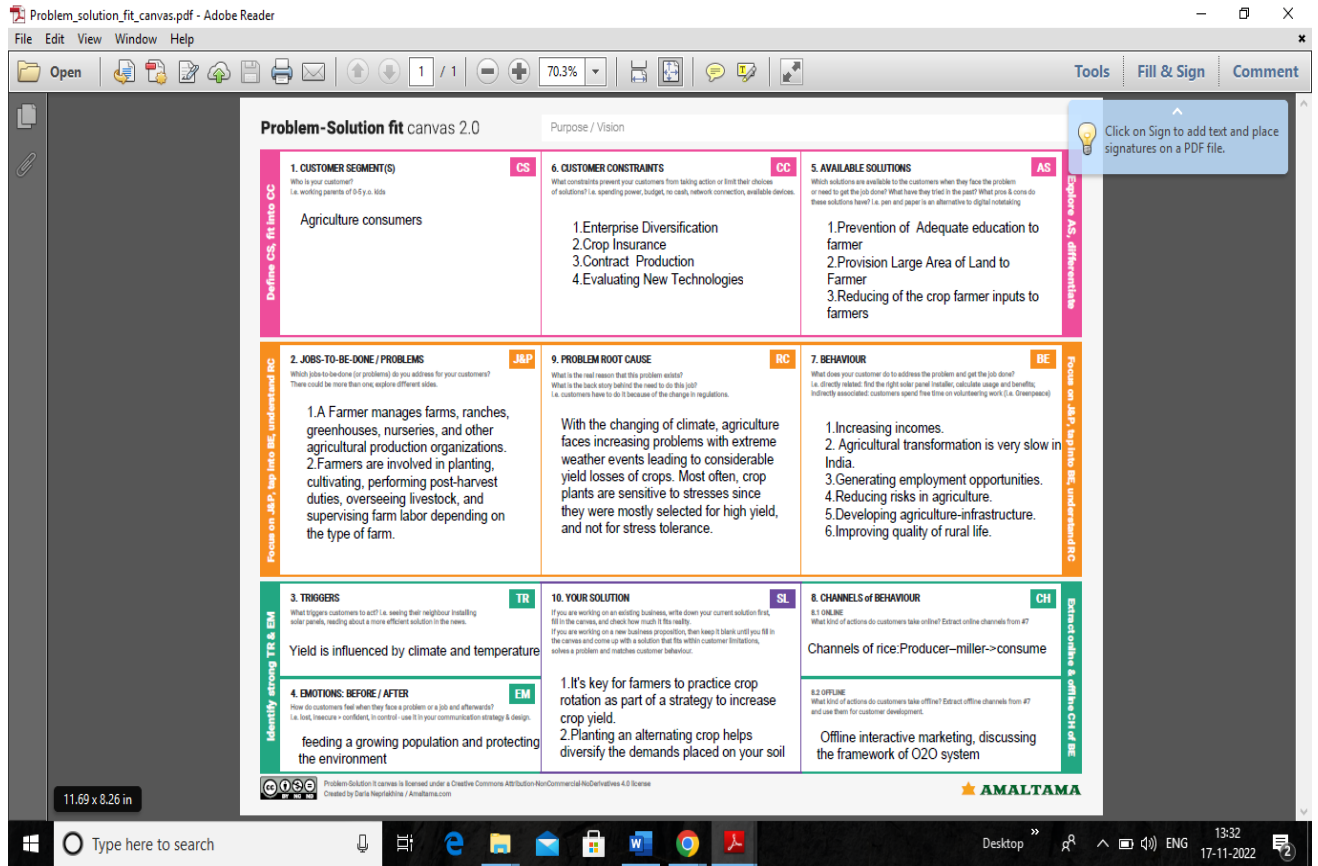 Problem_solution_fit_canvas.pdf - Adobe Reader
File Edit View Window Help
Open
1 / 1
70.3%
Tools Fill & Sign Comment
Click on Sign to add text and place
signatures on a PDF file.
Problem-Solution fit canvas 2.0
Purpose / Vision
Define CS, fit into CC
1. CUSTOMER SEGMENT(S)
CS
Who is your customer?
i.e. working parents of 0-5 y.o. kids
Agriculture consumers
6. CUSTOMER CONSTRAINTS
CC
What constraints prevent your customers from taking action or limit their choices
of solutions? i.e. spending power, budget, no cash, network connection, available devices.
1.Enterprise Diversification
2.Crop Insurance
3.Contract Production
4.Evaluating New Technologies
5. AVAILABLE SOLUTIONS
AS
Which solutions are available to the customers when they face the problem
or need to get the job done? What have they tried in the past? What pros & cons do
these solutions have? i.e. pen and paper is an alternative to digital notetaking
1.Prevention of Adequate education to
farmer
2.Provision Large Area of Land to
Farmer
3.Reducing of the crop farmer inputs to
farmers
Explore AS, differentiate
Focus on J&P, tap into BE, understand RC
2. JOBS-TO-BE-DONE / PROBLEMS
J&P
Which jobs-to-be-done (or problems) do you address for your customers?
There could be more than one; explore different sides.
1.A Farmer manages farms, ranches,
greenhouses, nurseries, and other
agricultural production organizations.
2.Farmers are involved in planting,
cultivating, performing post-harvest
duties, overseeing livestock, and
supervising farm labor depending on
the type of farm.
9. PROBLEM ROOT CAUSE
RC
What is the real reason that this problem exists?
What is the back story behind the need to do this job?
i.e. customers have to do it because of the change in regulations.
With the changing of climate, agriculture
faces increasing problems with extreme
weather events leading to considerable
yield losses of crops. Most often, crop
plants are sensitive to stresses since
they were mostly selected for high yield,
and not for stress tolerance.
7. BEHAVIOUR
BE
What does your customer do to address the problem and get the job done?
i.e. directly related: find the right solar panel installer, calculate usage and benefits;
indirectly associated: customers spend free time on volunteering work (i.e. Greenpeace)
1.Increasing incomes.
2. Agricultural transformation is very slow in
India.
3.Generating employment opportunities.
4.Reducing risks in agriculture.
5.Developing agriculture-infrastructure.
6.Improving quality of rural life.
Focus on J&P, tap into BE, understand RC
Identify strong TR & EM
3. TRIGGERS
TR
What triggers customers to act? i.e. seeing their neighbour installing
solar panels, reading about a more efficient solution in the news.
Yield is influenced by climate and temperature
4. EMOTIONS: BEFORE / AFTER
EM
How do customers feel when they face a problem or a job and afterwards?
i.e. lost, insecure > confident, in control - use it in your communication strategy & design.
feeding a growing population and protecting
the environment
10. YOUR SOLUTION
SL
If you are working on an existing business, write down your current solution first,
fill in the canvas, and check how much it fits reality.
If you are working on a new business proposition, then keep it blank until you fill in
the canvas and come up with a solution that fits within customer limitations,
solves a problem and matches customer behaviour.
1.It's key for farmers to practice crop
rotation as part of a strategy to increase
crop yield.
2.Planting an alternating crop helps
diversify the demands placed on your soil
8. CHANNELS of BEHAVIOUR
CH
8.1 ONLINE
What kind of actions do customers take online? Extract online channels from #7
Channels of rice:Producer–miller->consume
8.2 OFFLINE
What kind of actions do customers take offline? Extract offline channels from #7
and use them for customer development.
Offline interactive marketing, discussing
the framework of O2O system
Extract online & offline CH of BE
cc BY NC ND
Problem-Solution fit canvas is licensed under a Creative Commons Attribution-NonCommercial-NoDerivatives 4.0 license
Created by Daria Nepriakhina / Amaltama.com
AMALTAMA
11.69 x 8.26 in
Type here to search
Desktop
ENG
13:32
17-11-2022
2